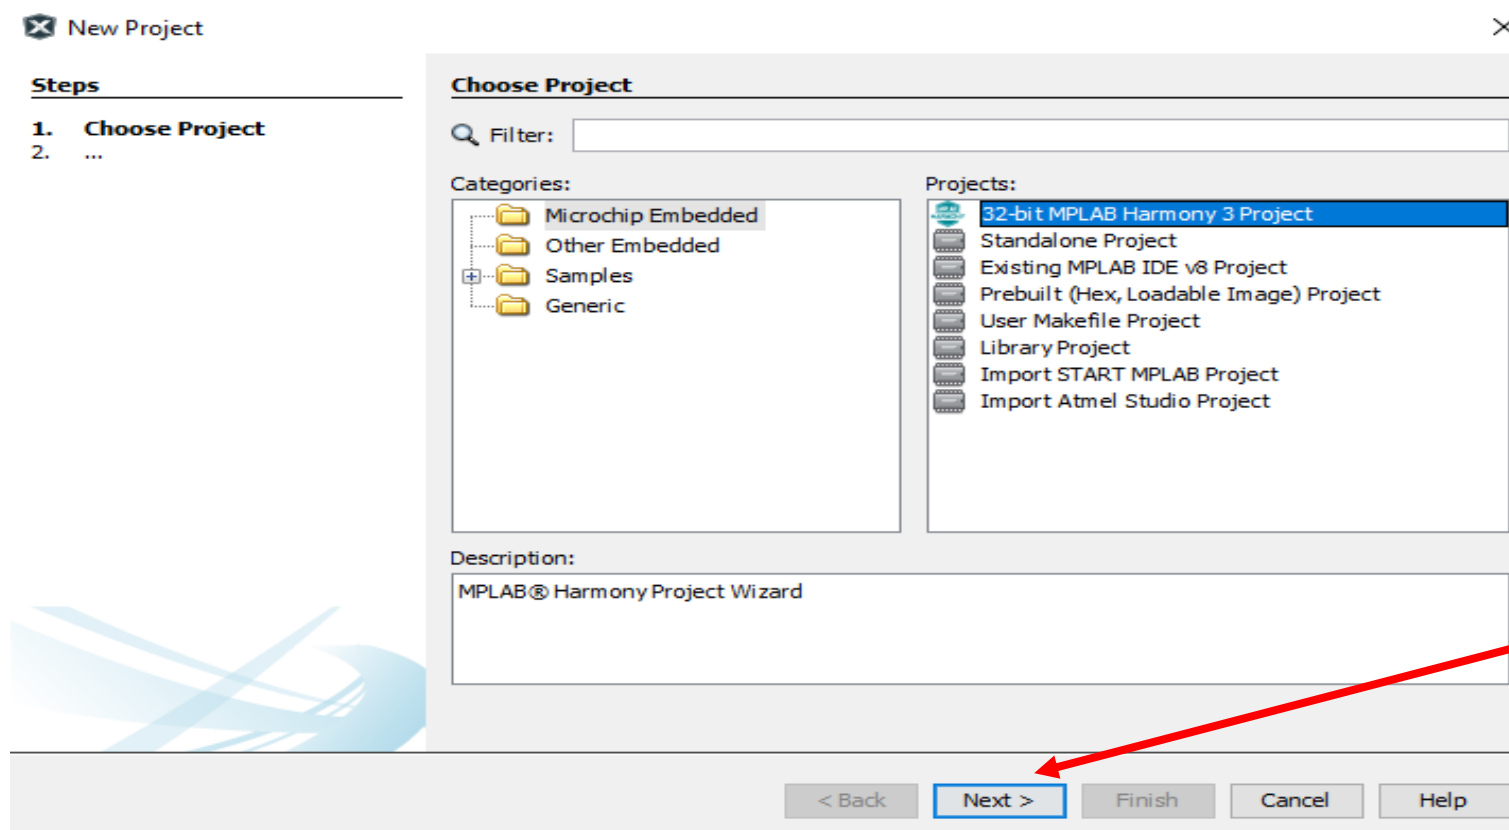 New Project
Steps
1. Choose Project
2. ...
Choose Project
Filter:
Categories:
Microchip Embedded
Other Embedded
Samples
Generic
Projects:
32-bit MPLAB Harmony 3 Project
Standalone Project
Existing MPLAB IDE v8 Project
Prebuilt (Hex, Loadable Image) Project
User Makefile Project
Library Project
Import START MPLAB Project
Import Atmel Studio Project
Description:
MPLAB® Harmony Project Wizard
< Back Next > Finish Cancel Help